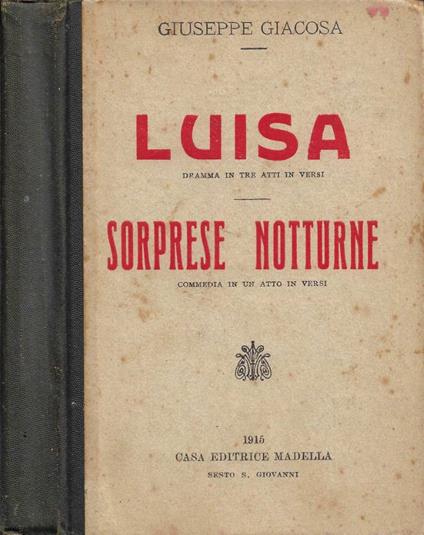 GIUSEPPE GIACOSA
LUISA
DRAMMA IN TRE ATTI IN VERSI
SORPRESE NOTTURNE
COMMEDIA IN UN ATTO IN VERSI
1915
CASA EDITRICE MADELLA
SESTO S. GIOVANNI